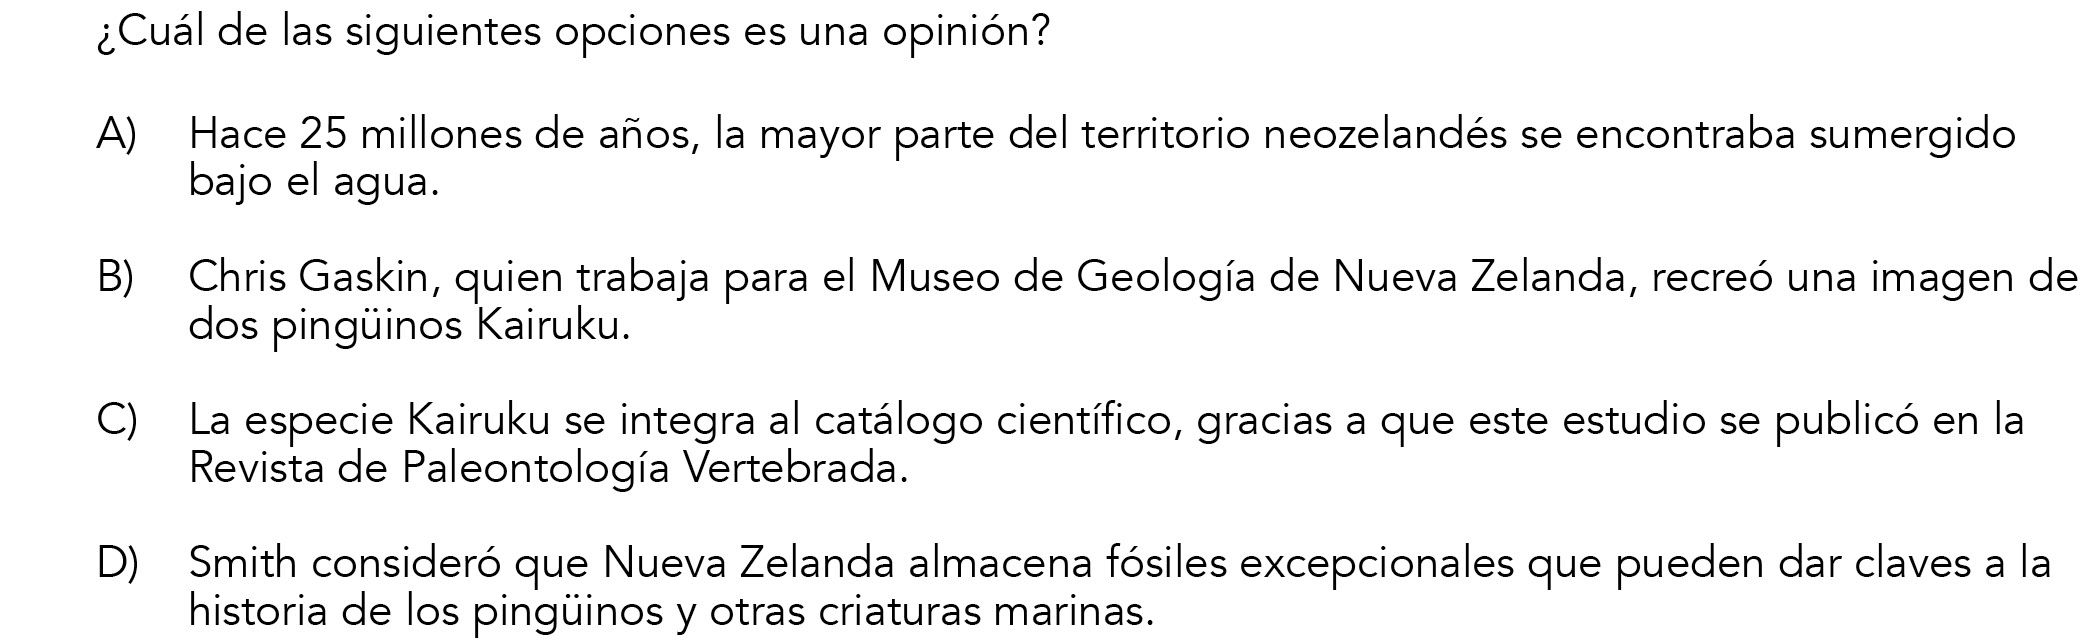 ¿Cuál de las siguientes opciones es una opinión?
A) Hace 25 millones de años, la mayor parte del territorio neozelandés se encontraba sumergido
bajo el agua.
B) Chris Gaskin, quien trabaja para el Museo de Geología de Nueva Zelanda, recreó una imagen de
dos pingüinos Kairuku.
C) La especie Kairuku se integra al catálogo científico, gracias a que este estudio se publicó en la
Revista de Paleontología Vertebrada.
D) Smith consideró que Nueva Zelanda almacena fósiles excepcionales que pueden dar claves a la
historia de los pingüinos y otras criaturas marinas.